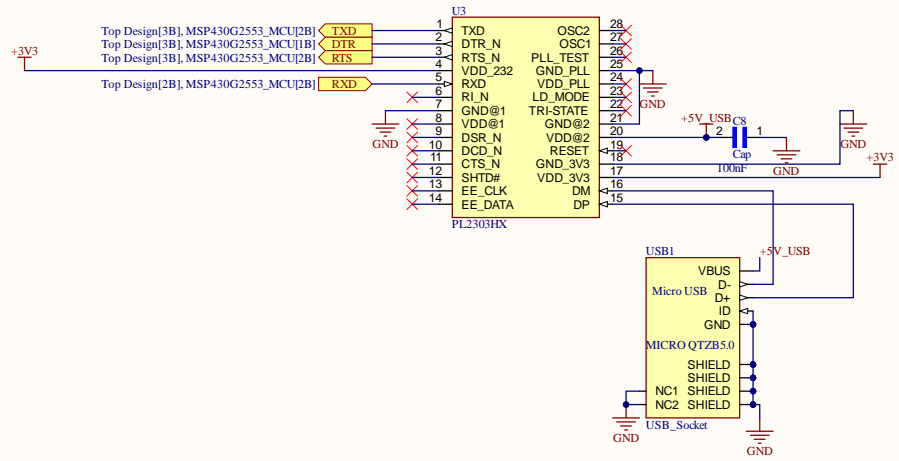 U3
1 TXD OSC2 28
Top Design[3B], MSP430G2553_MCU[2B] TXD
2 DTR_N OSC1 27
Top Design[3B], MSP430G2553_MCU[1B] DTR
3 RTS_N PLL_TEST 26
Top Design[3B], MSP430G2553_MCU[2B] RTS
+3V3
4 VDD_232 GND_PLL 25
5 RXD VDD_PLL 24
Top Design[2B], MSP430G2553_MCU[2B] RXD
6 RI_N LD_MODE 23
7 GND@1 TRI-STATE 22
GND
GND
8 VDD@1 GND@2 21
9 DSR_N VDD@2 20
+5V_USB
C8
2 1
Cap
100nF
GND
GND
10 DCD_N RESET 19
11 CTS_N GND_3V3 18
12 SHTD# VDD_3V3 17
+3V3
13 EE_CLK DM 16
14 EE_DATA DP 15
PL2303HX
USB1
+5V_USB
VBUS
D-
Micro USB
D+
ID
GND
MICRO QTZB5.0
SHIELD
SHIELD
NC1 SHIELD
NC2 SHIELD
USB_Socket
GND
GND